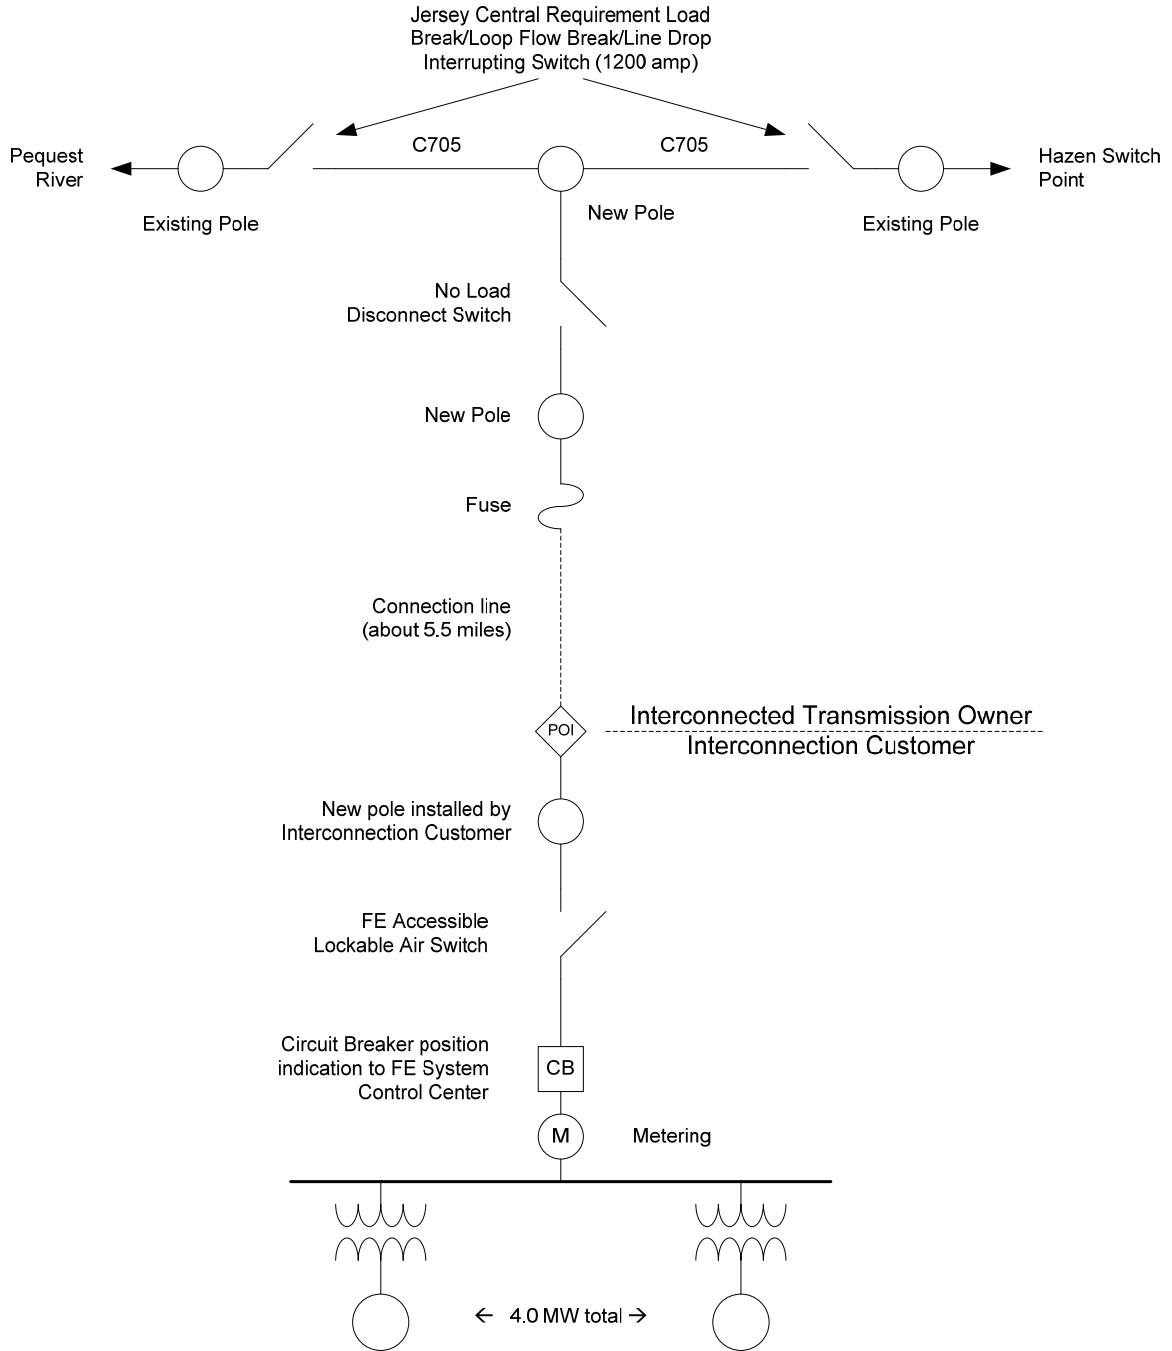 Jersey Central Requirement Load
Break/Loop Flow Break/Line Drop
Interrupting Switch (1200 amp)
C705
C705
Pequest
River
Hazen Switch
Point
Existing Pole
New Pole
Existing Pole
No Load
Disconnect Switch
New Pole
Fuse
Connection line
(about 5.5 miles)
Interconnected Transmission Owner
POI
Interconnection Customer
New pole installed by
Interconnection Customer
FE Accessible
Lockable Air Switch
Circuit Breaker position
indication to FE System
Control Center
CB
M
Metering
← 4.0 MW total →